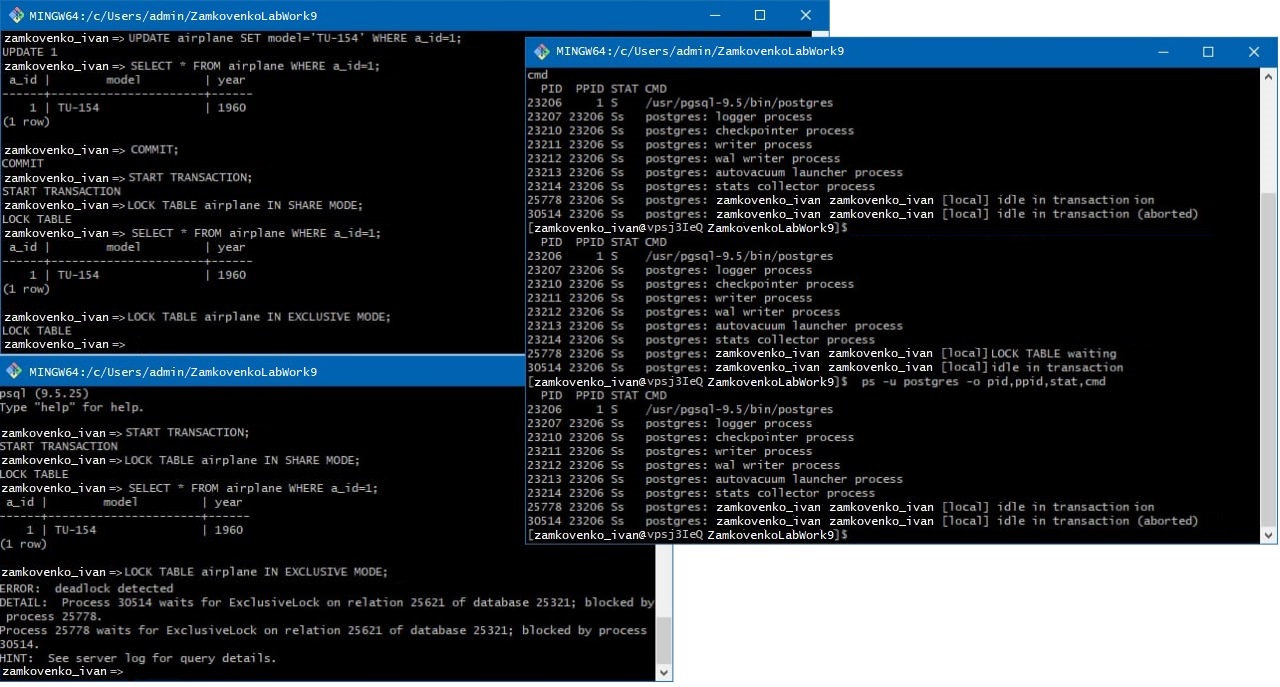 MINGW64:/c/Users/admin/ZamkovenkoLabWork9
zamkovenko_ivan => UPDATE airplane SET model='TU-154' WHERE a_id=1;
UPDATE 1
zamkovenko_ivan => SELECT * FROM airplane WHERE a_id=1;
a_id | model | year
------+----------------------+------
1 | TU-154 | 1960
(1 row)
zamkovenko_ivan => COMMIT;
COMMIT
zamkovenko_ivan => START TRANSACTION;
START TRANSACTION
zamkovenko_ivan =>LOCK TABLE airplane IN SHARE MODE;
LOCK TABLE
zamkovenko_ivan => SELECT * FROM airplane WHERE a_id=1;
a_id | model | year
------+----------------------+------
1 | TU-154 | 1960
(1 row)
zamkovenko_ivan =>LOCK TABLE airplane IN EXCLUSIVE MODE;
LOCK TABLE
zamkovenko_ivan =>
MINGW64:/c/Users/admin/ZamkovenkoLabWork9
psql (9.5.25)
Type "help" for help.
zamkovenko_ivan => START TRANSACTION;
START TRANSACTION
zamkovenko_ivan =>LOCK TABLE airplane IN SHARE MODE;
LOCK TABLE
zamkovenko_ivan => SELECT * FROM airplane WHERE a_id=1;
a_id | model | year
------+----------------------+------
1 | TU-154 | 1960
(1 row)
zamkovenko_ivan =>LOCK TABLE airplane IN EXCLUSIVE MODE;
ERROR: deadlock detected
DETAIL: Process 30514 waits for ExclusiveLock on relation 25621 of database 25321; blocked by
process 25778.
Process 25778 waits for ExclusiveLock on relation 25621 of database 25321; blocked by process
30514.
HINT: See server log for query details.
zamkovenko_ivan =>
MINGW64:/c/Users/admin/ZamkovenkoLabWork9
cmd
PID PPID STAT CMD
23206 1 S /usr/pgsql-9.5/bin/postgres
23207 23206 Ss postgres: logger process
23210 23206 Ss postgres: checkpointer process
23211 23206 Ss postgres: writer process
23212 23206 Ss postgres: wal writer process
23213 23206 Ss postgres: autovacuum launcher process
23214 23206 Ss postgres: stats collector process
25778 23206 Ss postgres: zamkovenko_ivan zamkovenko_ivan [local] idle in transaction ion
30514 23206 Ss postgres: zamkovenko_ivan zamkovenko_ivan [local] idle in transaction (aborted)
[zamkovenko_ivan@vpsj3IeQ ZamkovenkoLabWork9]$
PID PPID STAT CMD
23206 1 S /usr/pgsql-9.5/bin/postgres
23207 23206 Ss postgres: logger process
23210 23206 Ss postgres: checkpointer process
23211 23206 Ss postgres: writer process
23212 23206 Ss postgres: wal writer process
23213 23206 Ss postgres: autovacuum launcher process
23214 23206 Ss postgres: stats collector process
25778 23206 Ss postgres: zamkovenko_ivan zamkovenko_ivan [local] LOCK TABLE waiting
30514 23206 Ss postgres: zamkovenko_ivan zamkovenko_ivan [local] idle in transaction
[zamkovenko_ivan@vpsj3IeQ ZamkovenkoLabWork9]$ ps -u postgres -o pid,ppid,stat,cmd
PID PPID STAT CMD
23206 1 S /usr/pgsql-9.5/bin/postgres
23207 23206 Ss postgres: logger process
23210 23206 Ss postgres: checkpointer process
23211 23206 Ss postgres: writer process
23212 23206 Ss postgres: wal writer process
23213 23206 Ss postgres: autovacuum launcher process
23214 23206 Ss postgres: stats collector process
25778 23206 Ss postgres: zamkovenko_ivan zamkovenko_ivan [local] idle in transaction ion
30514 23206 Ss postgres: zamkovenko_ivan zamkovenko_ivan [local] idle in transaction (aborted)
[zamkovenko_ivan@vpsj3IeQ ZamkovenkoLabWork9]$